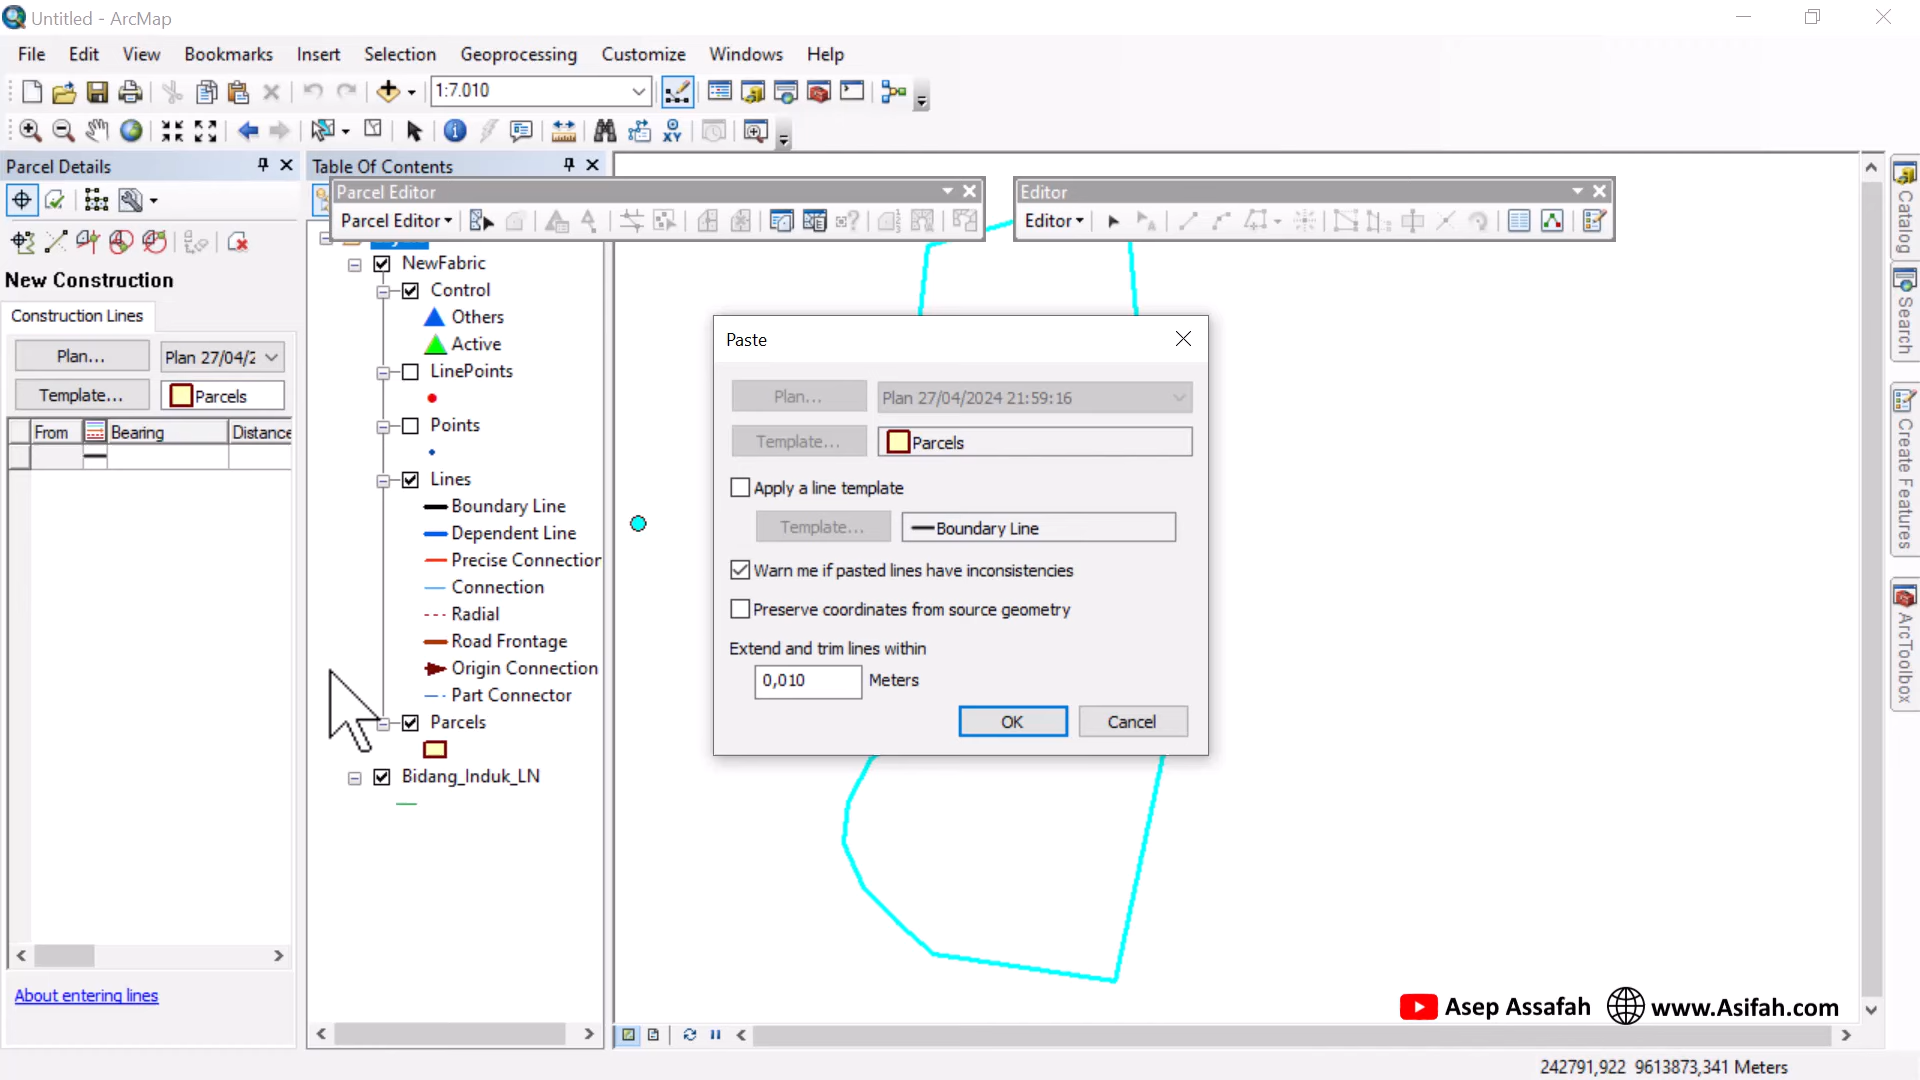 Untitled - ArcMap
File Edit View Bookmarks Insert Selection Geoprocessing Customize Windows Help
1:7.010
XY
Parcel Details
Table Of Contents
Parcel Editor
Editor
Parcel Editor
Editor
New Construction
Construction Lines
Plan...
Plan 27/04/2
Template...
Parcels
From Bearing Distance
About entering lines
NewFabric
Control
Others
Active
LinePoints
Points
Lines
Boundary Line
Dependent Line
Precise Connection
Connection
Radial
Road Frontage
Origin Connection
Part Connector
Parcels
Bidang_Induk_LN
Paste
Plan...
Plan 27/04/2024 21:59:16
Template...
Parcels
Apply a line template
Template...
Boundary Line
Warn me if pasted lines have inconsistencies
Preserve coordinates from source geometry
Extend and trim lines within
0,010 Meters
OK Cancel
Catalog
Search
Create Features
ArcToolbox
Asep Assafah www.Asifah.com
242791,922 9613873,341 Meters